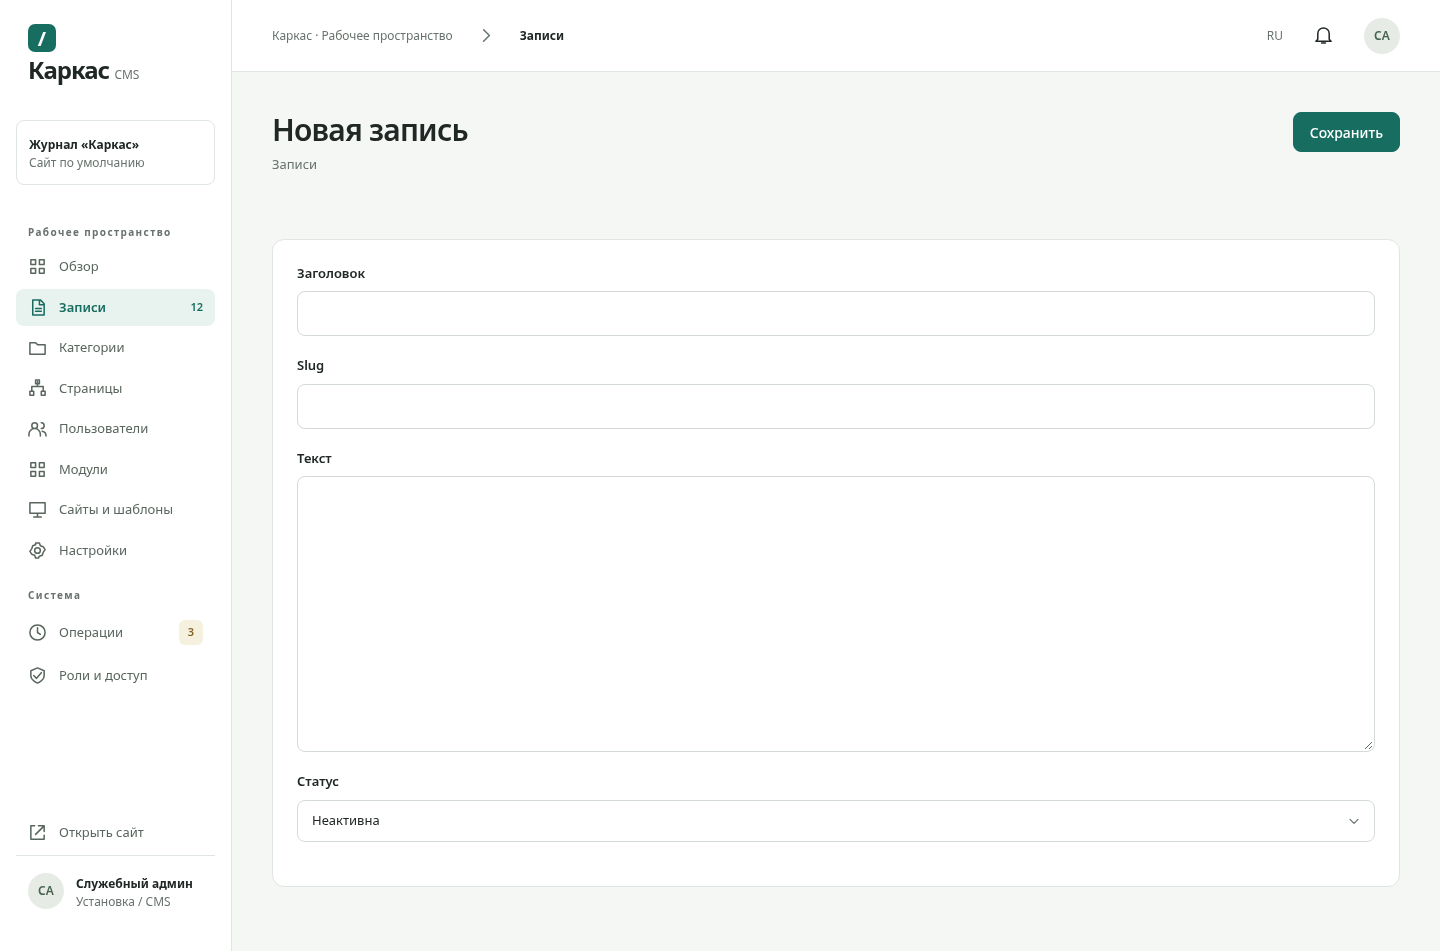 /
Каркас CMS
Журнал «Каркас»
Сайт по умолчанию
Рабочее пространство
Обзор
Записи 12
Категории
Страницы
Пользователи
Модули
Сайты и шаблоны
Настройки
Система
Операции 3
Роли и доступ
Открыть сайт
СА Служебный админ
Установка / CMS
Каркас · Рабочее пространство Записи RU СА
Новая запись
Сохранить
Записи
Заголовок
Slug
Текст
Статус
Неактивна